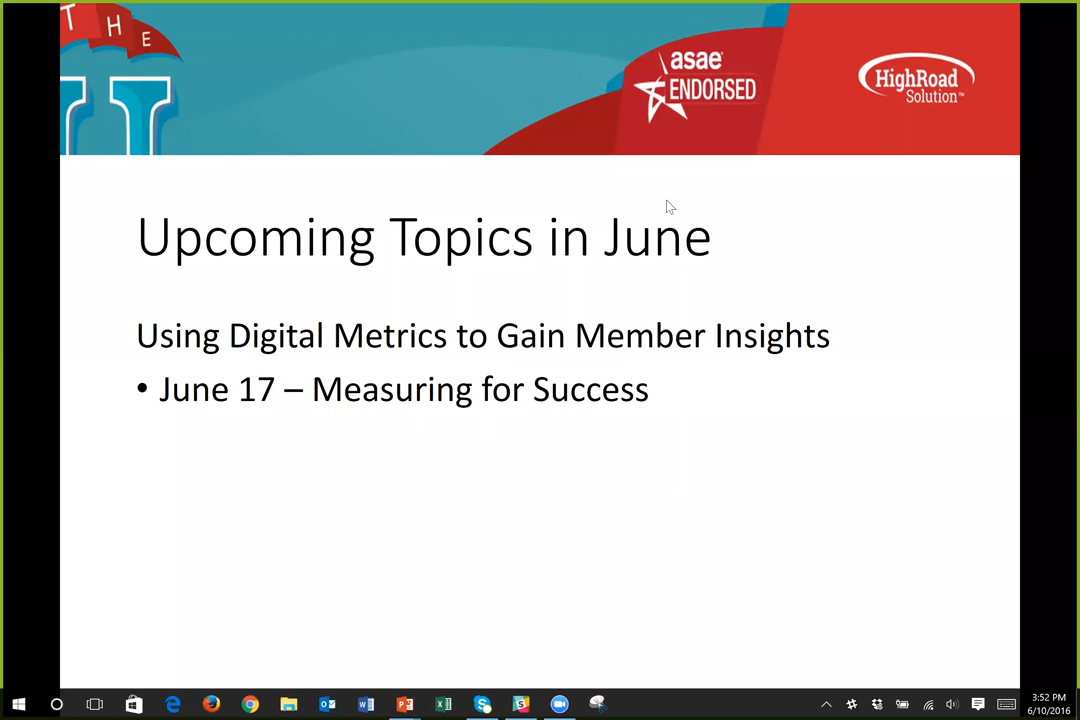 THE
U
asae
ENDORSED
HighRoad
Solution™
Upcoming Topics in June
Using Digital Metrics to Gain Member Insights
• June 17 – Measuring for Success
3:52 PM
6/10/2016